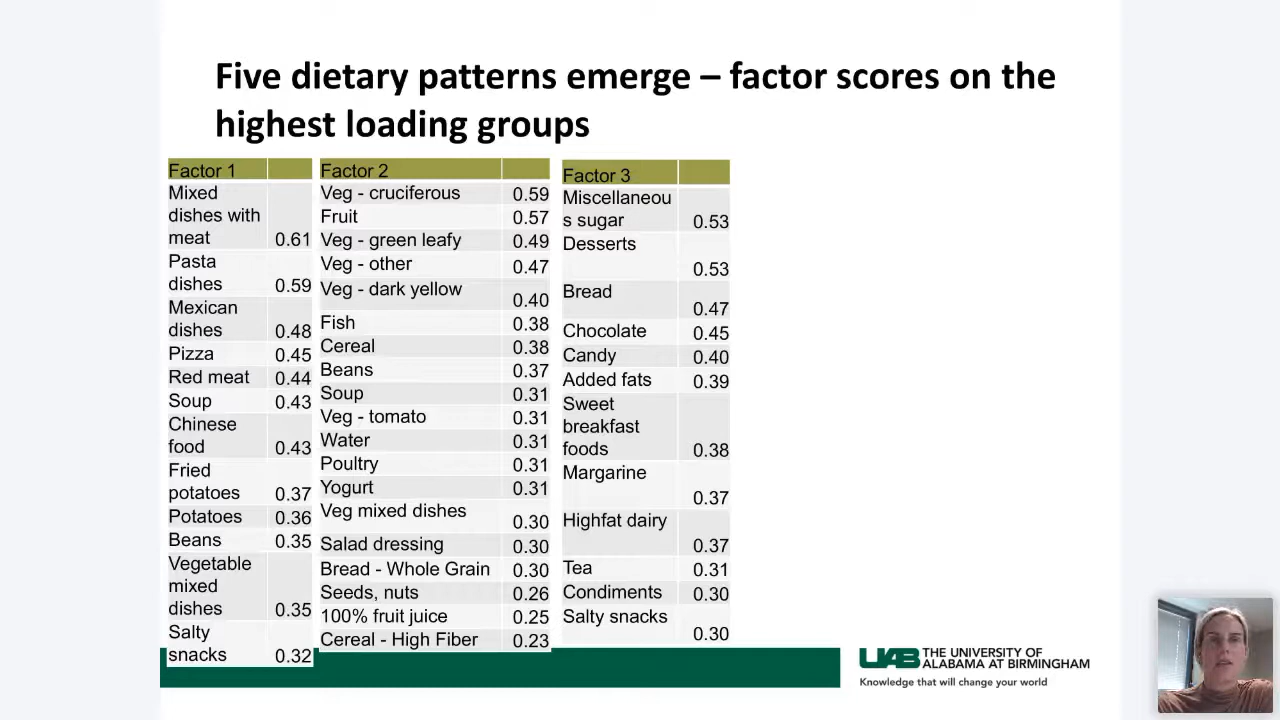 Five dietary patterns emerge – factor scores on the
highest loading groups
Factor 1
Mixed
dishes with
meat 0.61
Pasta
dishes 0.59
Mexican
dishes 0.48
Pizza 0.45
Red meat 0.44
Soup 0.43
Chinese
food 0.43
Fried
potatoes 0.37
Potatoes 0.36
Beans 0.35
Vegetable
mixed
dishes 0.35
Salty
snacks 0.32
Factor 2
Veg - cruciferous 0.59
Fruit 0.57
Veg - green leafy 0.49
Veg - other 0.47
Veg - dark yellow 0.40
Fish 0.38
Cereal 0.38
Beans 0.37
Soup 0.31
Veg - tomato 0.31
Water 0.31
Poultry 0.31
Yogurt 0.31
Veg mixed dishes 0.30
Salad dressing 0.30
Bread - Whole Grain 0.30
Seeds, nuts 0.26
100% fruit juice 0.25
Cereal - High Fiber 0.23
Factor 3
Miscellaneou
s sugar 0.53
Desserts 0.53
Bread 0.47
Chocolate 0.45
Candy 0.40
Added fats 0.39
Sweet
breakfast
foods 0.38
Margarine 0.37
Highfat dairy 0.37
Tea 0.31
Condiments 0.30
Salty snacks 0.30
UAB THE UNIVERSITY OF
ALABAMA AT BIRMINGHAM
Knowledge that will change your world